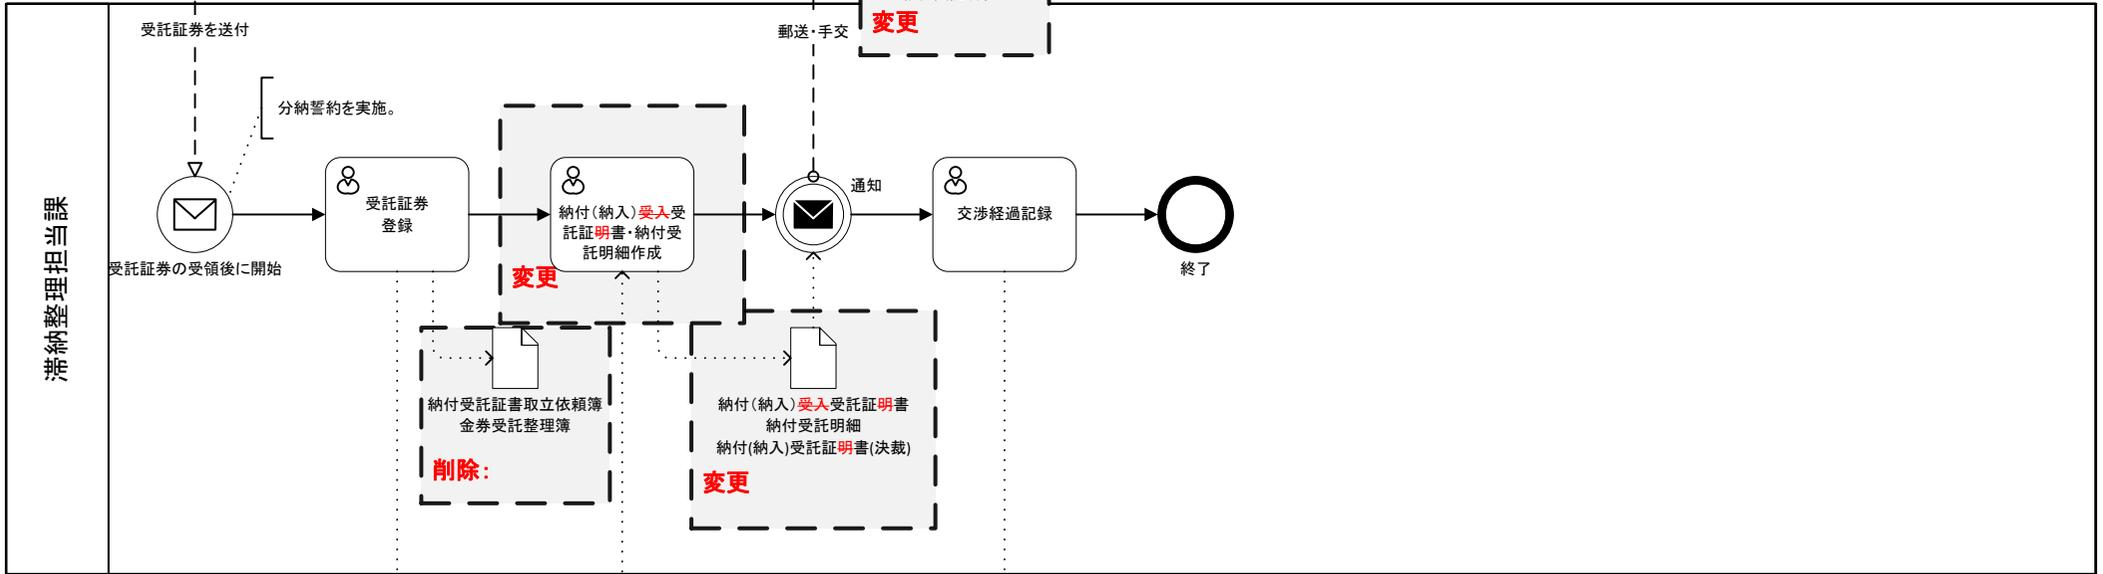 変更
受託証券を送付
郵送・手交
分納誓約を実施。
滞納整理担当課
受託証券の受領後に開始
受託証券
登録
納付（納入）受入受
託証明書・納付受
託明細作成
変更
通知
交渉経過記録
終了
納付受託証書取立依頼簿
金券受託整理簿
削除：
納付（納入）受入受託証明書
納付受託明細
納付(納入)受託証明書(決裁)
変更